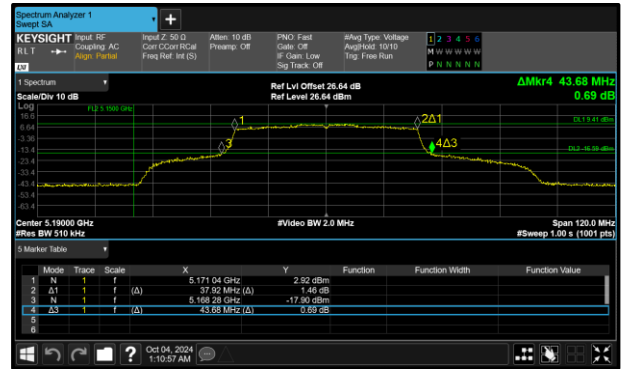 Spectrum Analyzer 1
Swept SA
+
KEYSIGHT Input: RF Input Z: 50 Ω Atten: 10 dB PNO: Fast #Avg Type: Voltage 1 2 3 4 5 6
RLT Coupling: AC Corr CCorr RCal Preamp: Off Gate: Off Avg|Hold: 10/10 M W W W W W
Align: Partial Freq Ref: Int (S) IF Gain: Low Trig: Free Run P N N N N N
Sig Track: Off
LXI
1 Spectrum Ref Lvl Offset 26.64 dB ΔMkr4 43.68 MHz
Scale/Div 10 dB Ref Level 26.64 dBm 0.69 dB
Log
16.6 FL2 5.1500 GHz
6.64 1 2Δ1 DL1 9.41 dBm
-3.36
-13.4 3 4Δ3 DL2 -16.59 dBm
-23.4
-33.4
-43.4
-53.4
-63.4
Center 5.19000 GHz #Video BW 2.0 MHz Span 120.0 MHz
#Res BW 510 kHz #Sweep 1.00 s (1001 pts)
5 Marker Table
Mode Trace Scale X Y Function Function Width Function Value
1 N 1 f 5.171 04 GHz 2.92 dBm
2 Δ1 1 f (Δ) 37.92 MHz (Δ) 1.46 dB
3 N 1 f 5.168 28 GHz -17.90 dBm
4 Δ3 1 f (Δ) 43.68 MHz (Δ) 0.69 dB
5
6
? Oct 04, 2024
1:10:57 AM